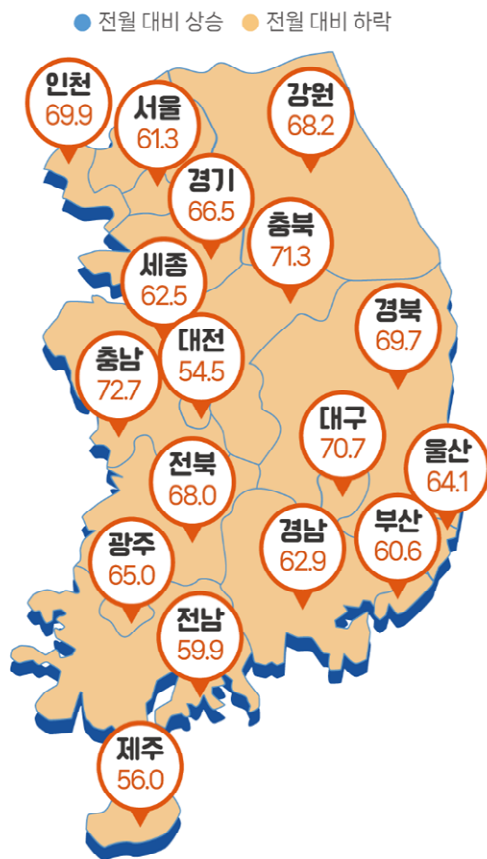 전월 대비 상승 전월 대비 하락
인천
69.9
서울
61.3
강원
68.2
경기
66.5
충북
71.3
세종
62.5
경북
69.7
대전
54.5
충남
72.7
대구
70.7
울산
64.1
전북
68.0
부산
60.6
경남
62.9
광주
65.0
전남
59.9
제주
56.0